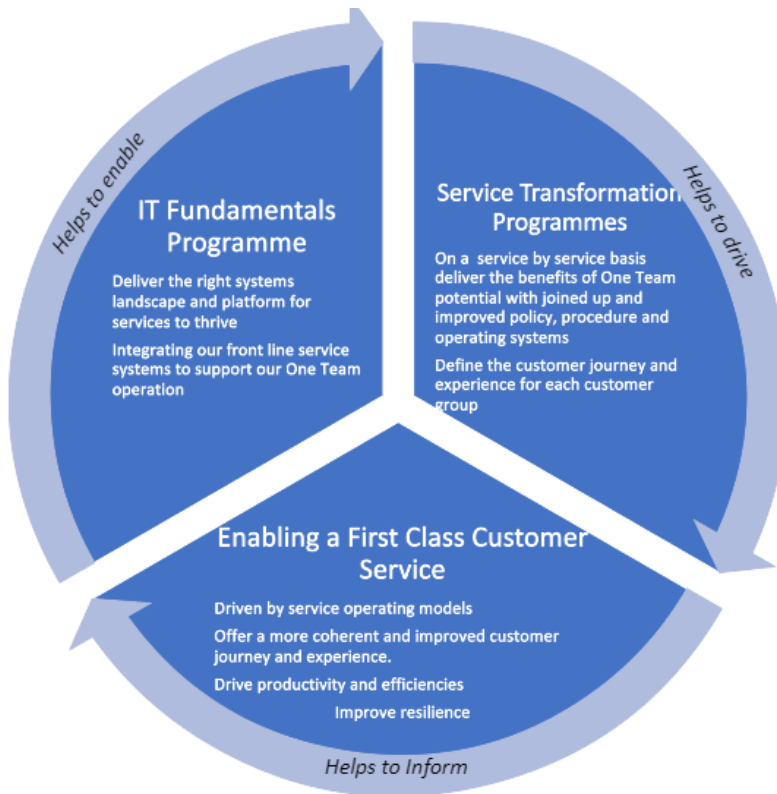 Helps to enable
IT Fundamentals
Programme
Deliver the right systems
landscape and platform for
services to thrive
Integrating our front line service
systems to support our One Team
operation
Helps to drive
Service Transformation
Programmes
On a service by service basis
deliver the benefits of One Team
potential with joined up and
improved policy, procedure and
operating systems
Define the customer journey and
experience for each customer
group
Enabling a First Class Customer
Service
Driven by service operating models
Offer a more coherent and improved customer
journey and experience.
Drive productivity and efficiencies
Improve resilience
Helps to Inform